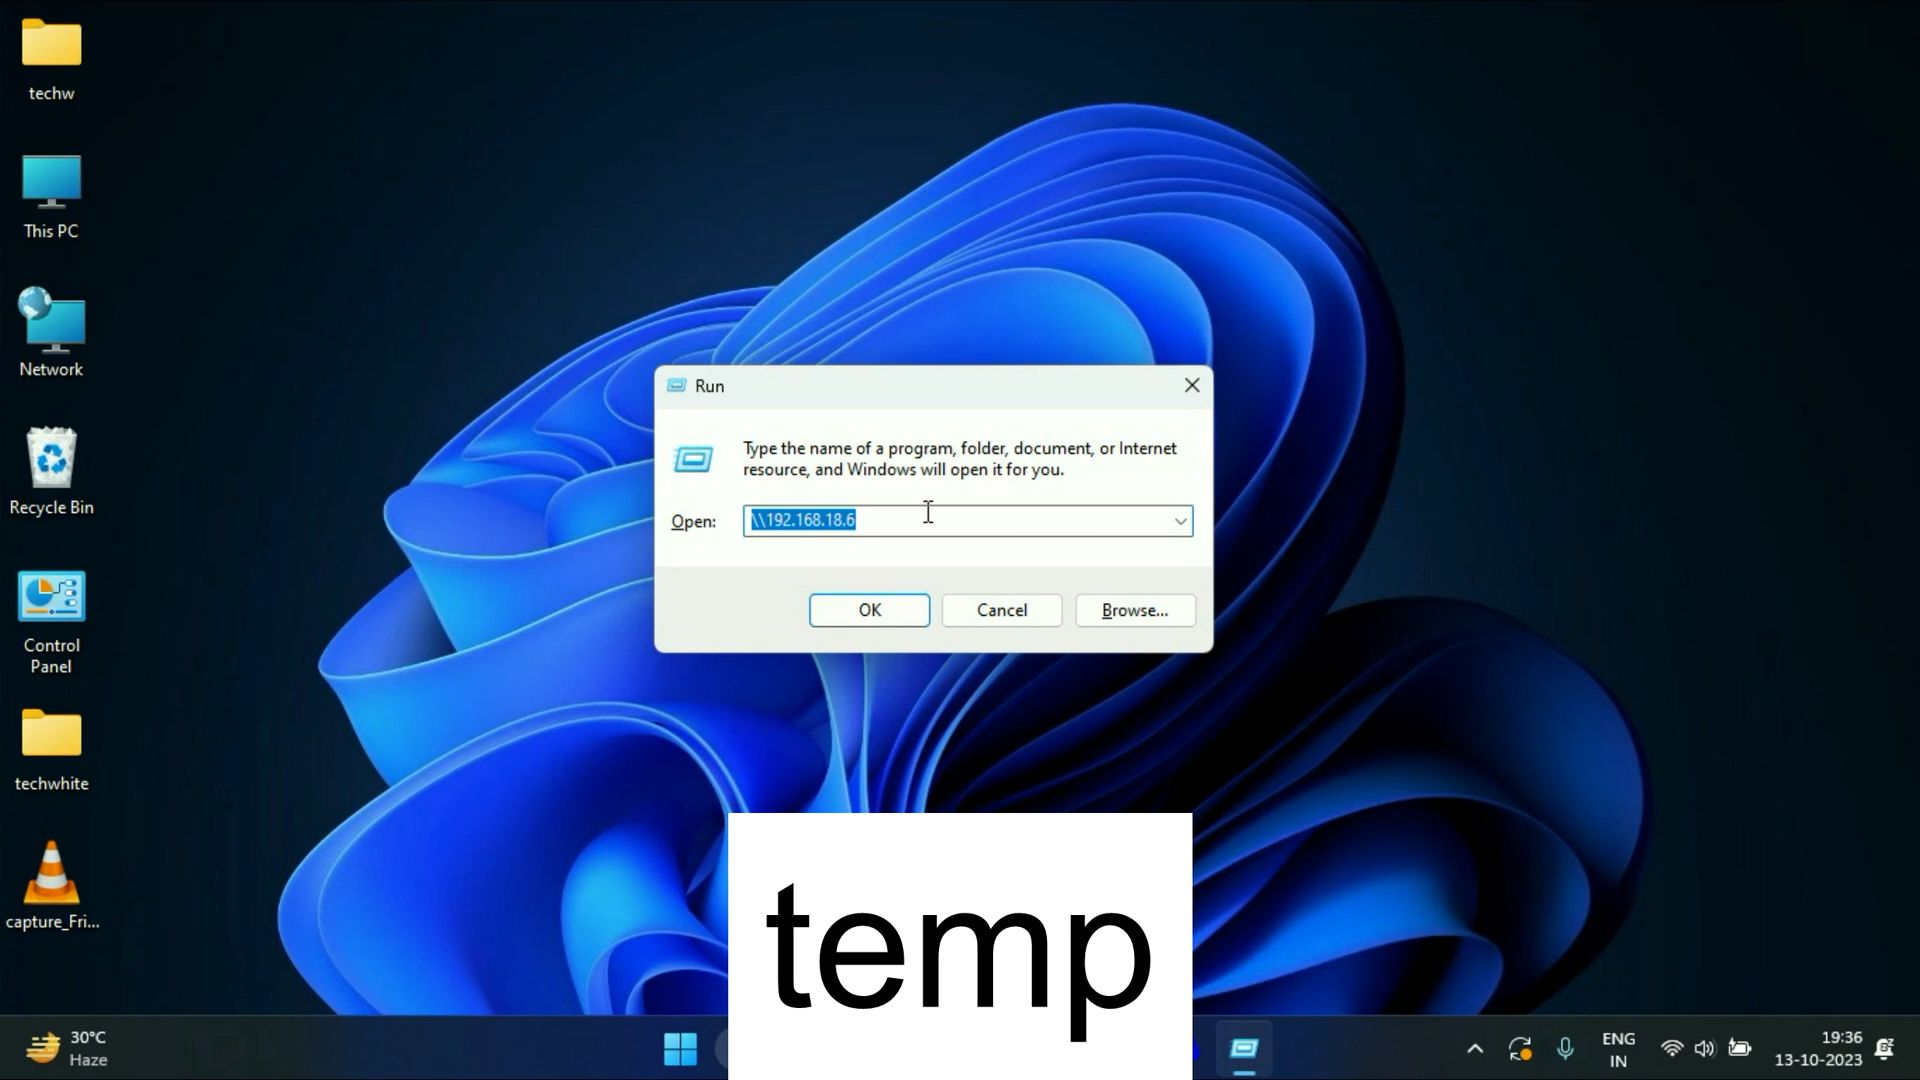 techw
This PC
Network
Recycle Bin
Control
Panel
techwhite
capture_Fri...
Run
Type the name of a program, folder, document, or Internet
resource, and Windows will open it for you.
Open:
\\192.168.18.6
OK
Cancel
Browse...
temp
30°C
Haze
ENG
IN
19:36
13-10-2023